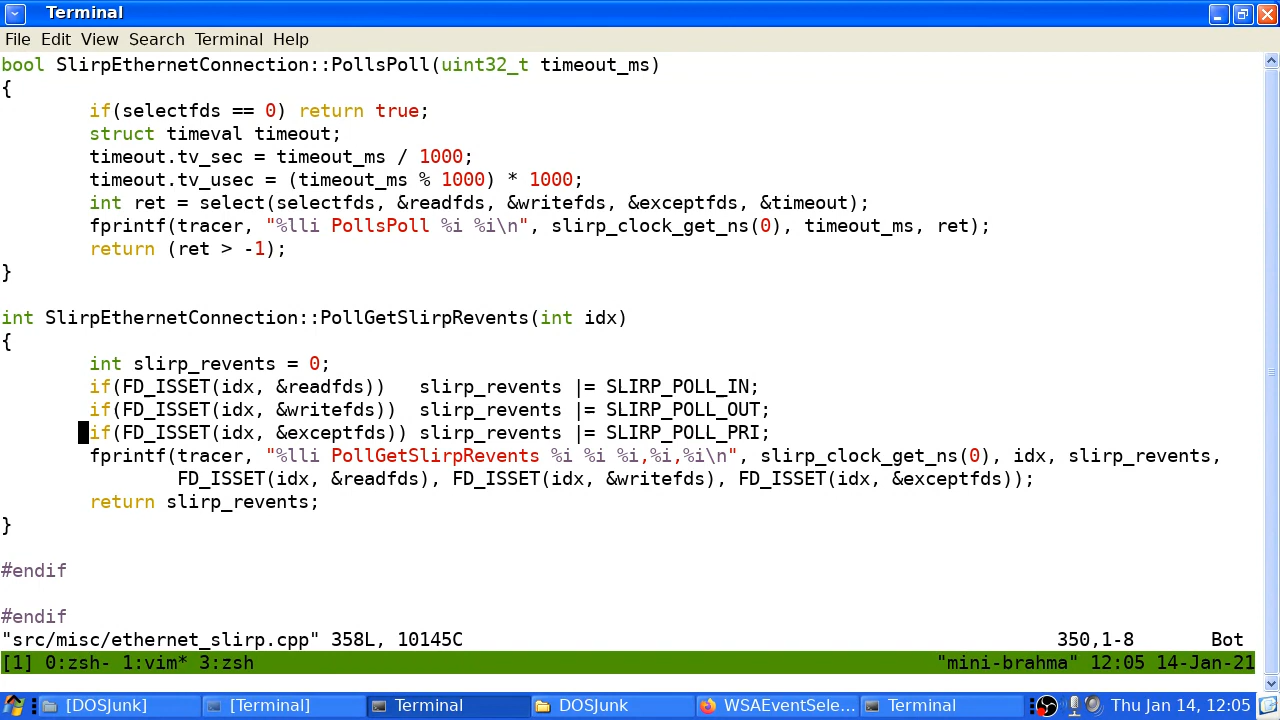 Terminal
File Edit View Search Terminal Help
bool SlirpEthernetConnection::PollsPoll(uint32_t timeout_ms)
{
        if(selectfds == 0) return true;
        struct timeval timeout;
        timeout.tv_sec = timeout_ms / 1000;
        timeout.tv_usec = (timeout_ms % 1000) * 1000;
        int ret = select(selectfds, &readfds, &writefds, &exceptfds, &timeout);
        fprintf(tracer, "%lli PollsPoll %i %i\n", slirp_clock_get_ns(0), timeout_ms, ret);
        return (ret > -1);
}
int SlirpEthernetConnection::PollGetSlirpRevents(int idx)
{
        int slirp_revents = 0;
        if(FD_ISSET(idx, &readfds))   slirp_revents |= SLIRP_POLL_IN;
        if(FD_ISSET(idx, &writefds))  slirp_revents |= SLIRP_POLL_OUT;
        if(FD_ISSET(idx, &exceptfds)) slirp_revents |= SLIRP_POLL_PRI;
        fprintf(tracer, "%lli PollGetSlirpRevents %i %i %i,%i,%i\n", slirp_clock_get_ns(0), idx, slirp_revents,
                FD_ISSET(idx, &readfds), FD_ISSET(idx, &writefds), FD_ISSET(idx, &exceptfds));
        return slirp_revents;
}
#endif
#endif
"src/misc/ethernet_slirp.cpp" 358L, 10145C 350,1-8 Bot
[1] 0:zsh- 1:vim* 3:zsh "mini-brahma" 12:05 14-Jan-21
[DOSJunk] [Terminal] Terminal DOSJunk WSAEventSele... Terminal Thu Jan 14, 12:05